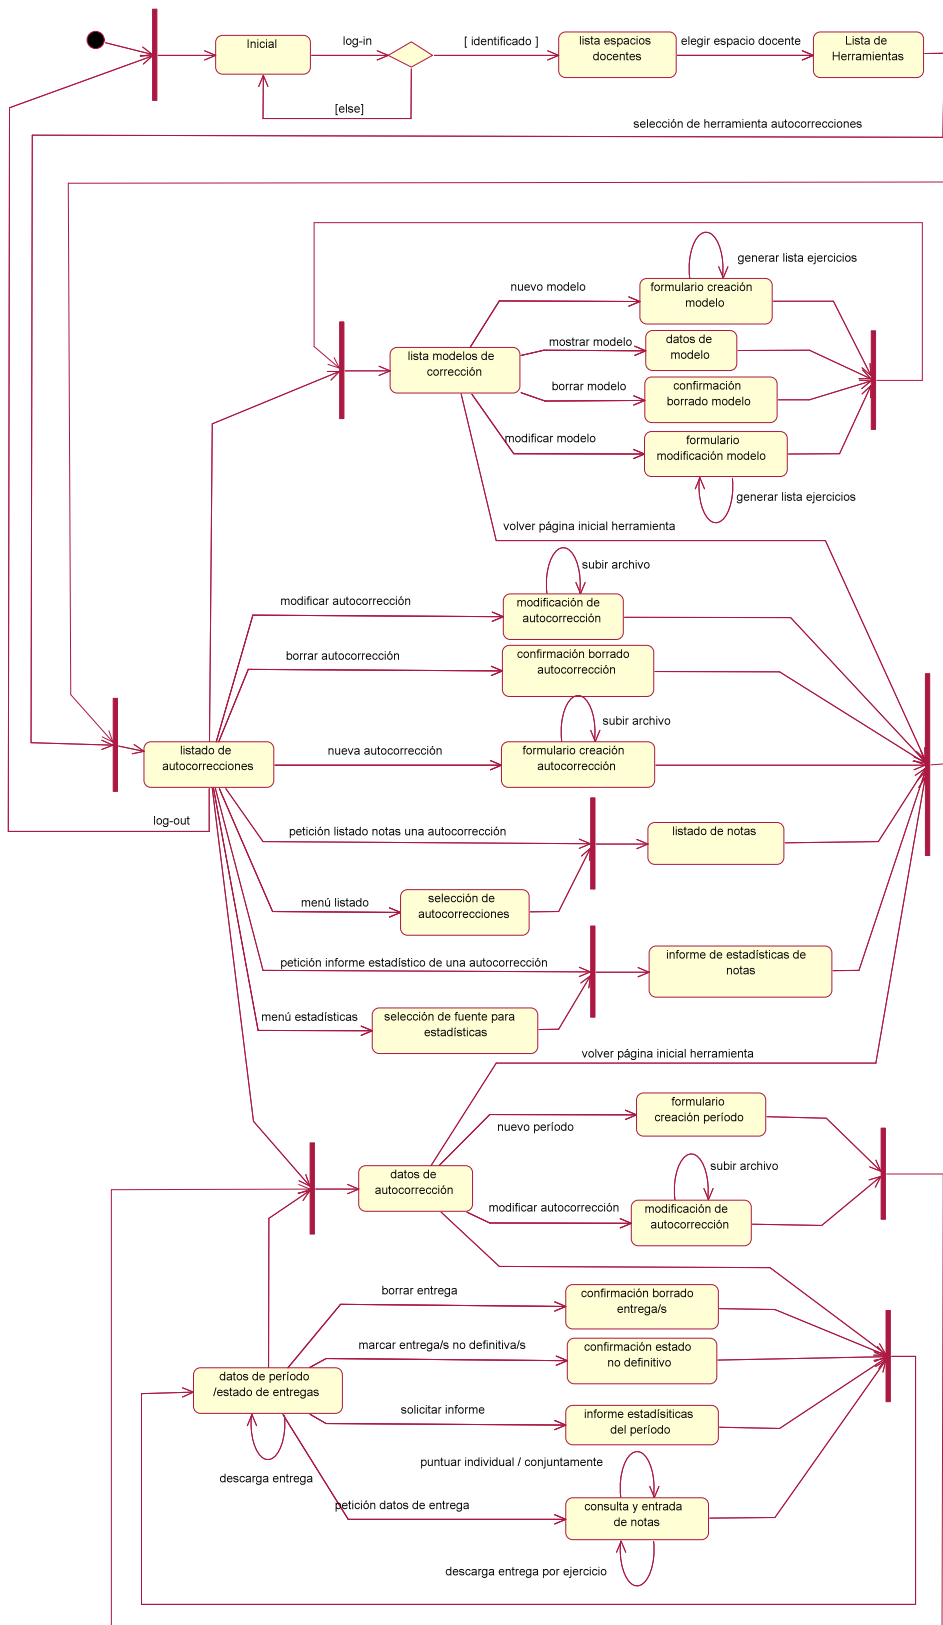 Inicial
log-in
[ identificado ]
lista espacios
docentes
elegir espacio docente
Lista de
Herramientas
[else]
selección de herramienta autocorrecciones
generar lista ejercicios
nuevo modelo
formulario creación
modelo
mostrar modelo
datos de
modelo
lista modelos de
corrección
borrar modelo
confirmación
borrado modelo
modificar modelo
formulario
modificación modelo
generar lista ejercicios
volver página inicial herramienta
subir archivo
modificar autocorrección
modificación de
autocorrección
borrar autocorrección
confirmación borrado
autocorrección
subir archivo
listado de
autocorrecciones
nueva autocorrección
formulario creación
autocorrección
log-out
petición listado notas una autocorrección
listado de notas
menú listado
selección de
autocorrecciones
petición informe estadístico de una autocorrección
informe de estadísticas de
notas
menú estadísticas
selección de fuente para
estadísticas
volver página inicial herramienta
formulario
creación período
nuevo período
subir archivo
datos de
autocorrección
modificar autocorrección
modificación de
autocorrección
borrar entrega
confirmación borrado
entrega/s
marcar entrega/s no definitiva/s
confirmación estado
no definitivo
datos de período
/estado de entregas
solicitar informe
informe estadísiticas
del período
puntuar individual / conjuntamente
descarga entrega
petición datos de entrega
consulta y entrada
de notas
descarga entrega por ejercicio